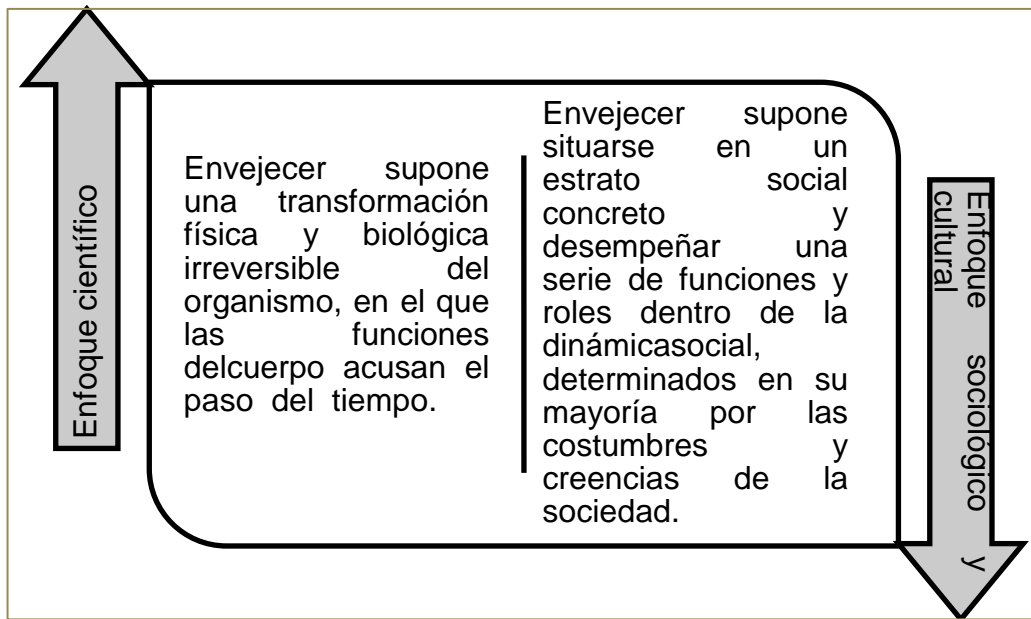 Enfoque científico
Envejecer supone
una transformación
física y biológica
irreversible del
organismo, en el que
las funciones
delcuerpo acusan el
paso del tiempo.
Envejecer supone
situarse en un
estrato social
concreto y
desempeñar una
serie de funciones y
roles dentro de la
dinámicasocial,
determinados en su
mayoría por las
costumbres y
creencias de la
sociedad.
Enfoque sociológico y
cultural